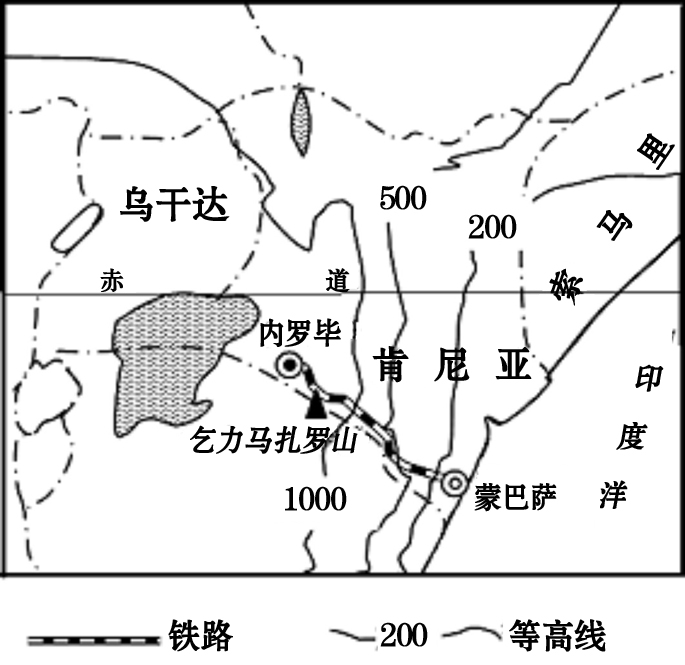 乌干达
500
200
索马里
赤道
内罗毕
肯尼亚
乞力马扎罗山
印度洋
1000
蒙巴萨
铁路
200
等高线